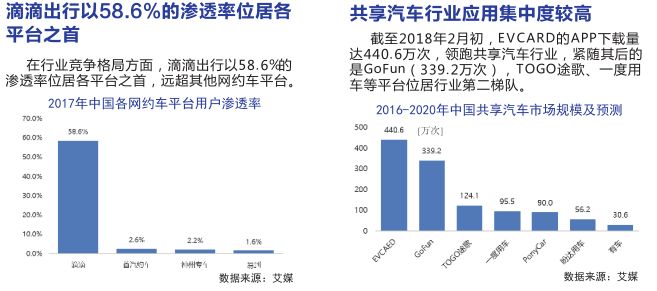 滴滴出行以58.6%的渗透率位居各
平台之首
在行业竞争格局方面，滴滴出行以58.6%的
渗透率位居各平台之首，远超其他网约车平台。
2017年中国各网约车平台用户渗透率
70.0%
60.0%
50.0%
40.0%
30.0%
20.0%
10.0%
0.0%
58.6%
2.6%
2.2%
1.6%
滴滴
首汽约车
神州专车
易到
数据来源：艾媒
共享汽车行业应用集中度较高
截至2018年2月初，EVCARD的APP下载量
达440.6万次，领跑共享汽车行业，紧随其后的
是GoFun（339.2万次），TOGO途歌、一度用
车等平台位居行业第二梯队。
2016-2020年中国共享汽车市场规模及预测
[万次]
500
400
300
200
100
0
440.6
339.2
124.1
95.5
90.0
56.2
30.6
EVCAED
GoFun
TOGO途歌
一度用车
PonyCar
盼达用车
有车
数据来源：艾媒